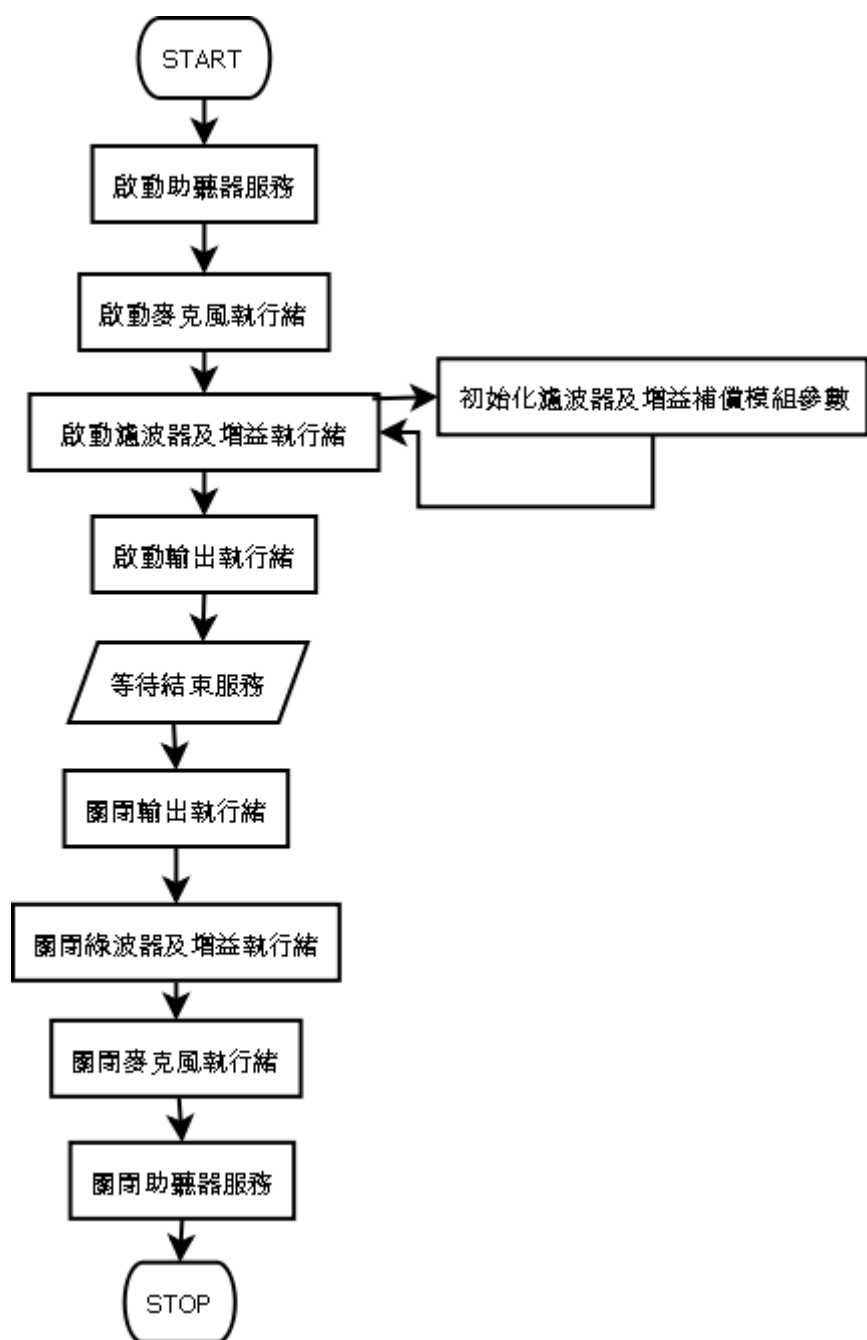 START
啟動助聽器服務
啟動麥克風執行緒
啟動濾波器及增益執行緒
初始化濾波器及增益補償模組參數
啟動輸出執行緒
等待結束服務
關閉輸出執行緒
關閉綠波器及增益執行緒
關閉麥克風執行緒
關閉助聽器服務
STOP